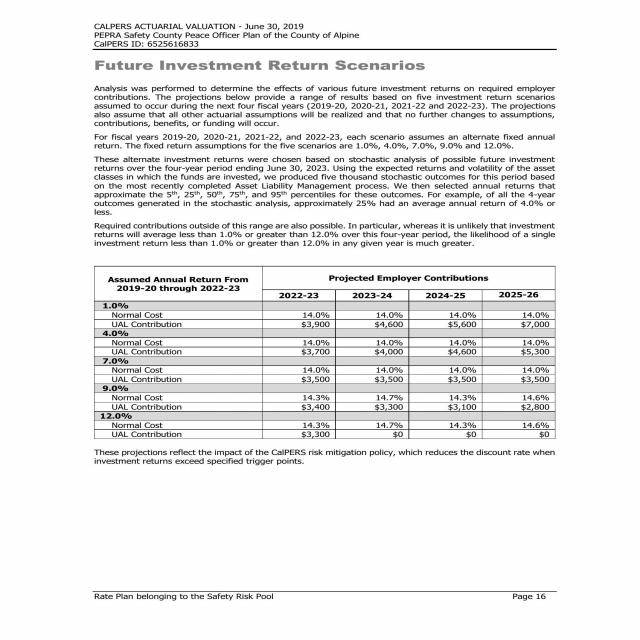 CALPERS ACTUARIAL VALUATION - June 30, 2019
PEPRA Safety County Peace Officer Plan of the County of Alpine
CalPERS ID: 6525616833
Future Investment Return Scenarios
Analysis was performed to determine the effects of various future investment returns on required employer
contributions. The projections below provide a range of results based on five investment return scenarios
assumed to occur during the next four fiscal years (2019-20, 2020-21, 2021-22 and 2022-23). The projections
also assume that all other actuarial assumptions will be realized and that no further changes to assumptions,
contributions, benefits, or funding will occur.
For fiscal years 2019-20, 2020-21, 2021-22, and 2022-23, each scenario assumes an alternate fixed annual
return. The fixed return assumptions for the five scenarios are 1.0%, 4.0%, 7.0%, 9.0% and 12.0%.
These alternate investment returns were chosen based on stochastic analysis of possible future investment
returns over the four-year period ending June 30, 2023. Using the expected returns and volatility of the asset
classes in which the funds are invested, we produced five thousand stochastic outcomes for this period based
on the most recently completed Asset Liability Management process. We then selected annual returns that
approximate the 5th, 25th, 50th, 75th, and 95th percentiles for these outcomes. For example, of all the 4-year
outcomes generated in the stochastic analysis, approximately 25% had an average annual return of 4.0% or
less.
Required contributions outside of this range are also possible. In particular, whereas it is unlikely that investment
returns will average less than 1.0% or greater than 12.0% over this four-year period, the likelihood of a single
investment return less than 1.0% or greater than 12.0% in any given year is much greater.
Assumed Annual Return From
2019-20 through 2022-23
Projected Employer Contributions
2022-23 2023-24 2024-25 2025-26
1.0%
Normal Cost 14.0% 14.0% 14.0% 14.0%
UAL Contribution $3,900 $4,600 $5,600 $7,000
4.0%
Normal Cost 14.0% 14.0% 14.0% 14.0%
UAL Contribution $3,700 $4,000 $4,600 $5,300
7.0%
Normal Cost 14.0% 14.0% 14.0% 14.0%
UAL Contribution $3,500 $3,500 $3,500 $3,500
9.0%
Normal Cost 14.3% 14.7% 14.3% 14.6%
UAL Contribution $3,400 $3,300 $3,100 $2,800
12.0%
Normal Cost 14.3% 14.7% 14.3% 14.6%
UAL Contribution $3,300 $0 $0 $0
These projections reflect the impact of the CalPERS risk mitigation policy, which reduces the discount rate when
investment returns exceed specified trigger points.
Rate Plan belonging to the Safety Risk Pool Page 16